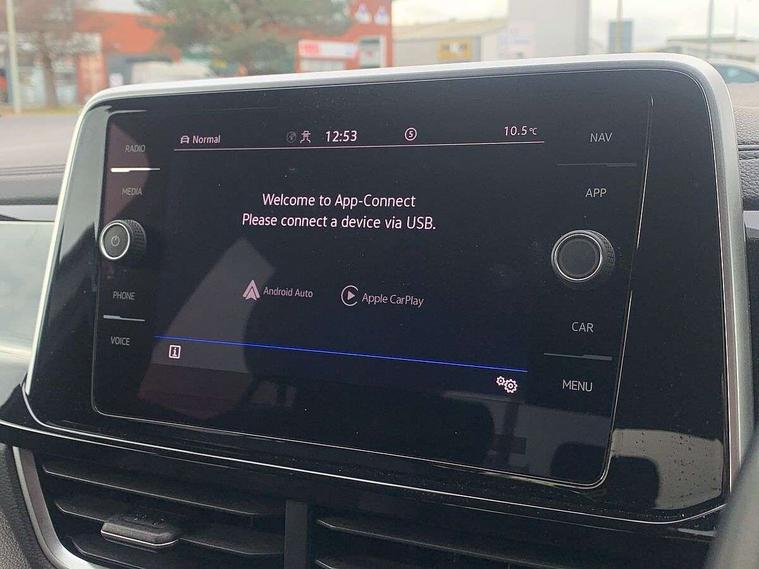 RADIO
MEDIA
PHONE
VOICE
Normal
12:53
S
10.5°C
Welcome to App-Connect
Please connect a device via USB.
Android Auto
Apple CarPlay
i
NAV
APP
CAR
MENU